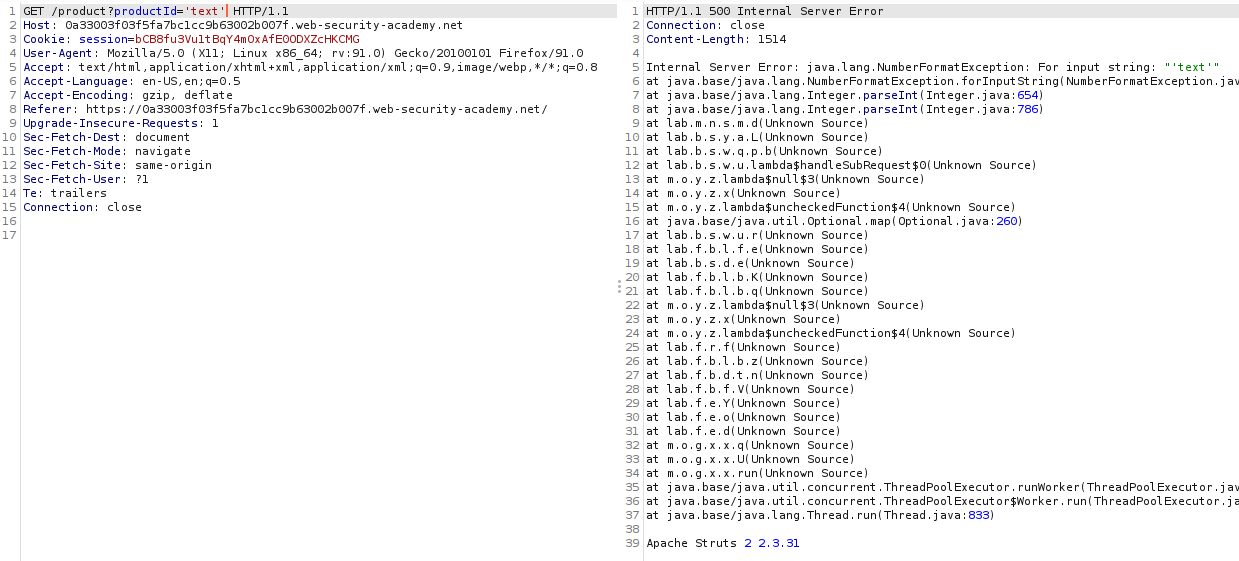 1 GET /product?productId='text' HTTP/1.1
2 Host: 0a33003f03f5fa7bc1cc9b63002b007f.web-security-academy.net
3 Cookie: session=bCB8fu3Vu1tBqY4mOxAfE0ODXZcHKCMG
4 User-Agent: Mozilla/5.0 (X11; Linux x86_64; rv:91.0) Gecko/20100101 Firefox/91.0
5 Accept: text/html,application/xhtml+xml,application/xml;q=0.9,image/webp,*/*;q=0.8
6 Accept-Language: en-US,en;q=0.5
7 Accept-Encoding: gzip, deflate
8 Referer: https://0a33003f03f5fa7bc1cc9b63002b007f.web-security-academy.net/
9 Upgrade-Insecure-Requests: 1
10 Sec-Fetch-Dest: document
11 Sec-Fetch-Mode: navigate
12 Sec-Fetch-Site: same-origin
13 Sec-Fetch-User: ?1
14 Te: trailers
15 Connection: close
16
17
1 HTTP/1.1 500 Internal Server Error
2 Connection: close
3 Content-Length: 1514
4
5 Internal Server Error: java.lang.NumberFormatException: For input string: "'text'"
6 at java.base/java.lang.NumberFormatException.forInputString(NumberFormatException.jav
7 at java.base/java.lang.Integer.parseInt(Integer.java:654)
8 at java.base/java.lang.Integer.parseInt(Integer.java:786)
9 at lab.m.n.s.m.d(Unknown Source)
10 at lab.b.s.y.a.L(Unknown Source)
11 at lab.b.s.w.q.p.b(Unknown Source)
12 at lab.b.s.w.u.lambda$handleSubRequest$0(Unknown Source)
13 at m.o.y.z.lambda$null$3(Unknown Source)
14 at m.o.y.z.x(Unknown Source)
15 at m.o.y.z.lambda$uncheckedFunction$4(Unknown Source)
16 at java.base/java.util.Optional.map(Optional.java:260)
17 at lab.b.s.w.u.r(Unknown Source)
18 at lab.f.b.l.f.e(Unknown Source)
19 at lab.b.s.d.e(Unknown Source)
20 at lab.f.b.l.b.K(Unknown Source)
21 at lab.f.b.l.b.q(Unknown Source)
22 at m.o.y.z.lambda$null$3(Unknown Source)
23 at m.o.y.z.x(Unknown Source)
24 at m.o.y.z.lambda$uncheckedFunction$4(Unknown Source)
25 at lab.f.r.f(Unknown Source)
26 at lab.f.b.l.b.z(Unknown Source)
27 at lab.f.b.d.t.n(Unknown Source)
28 at lab.f.b.f.V(Unknown Source)
29 at lab.f.e.Y(Unknown Source)
30 at lab.f.e.o(Unknown Source)
31 at lab.f.e.d(Unknown Source)
32 at m.o.g.x.x.q(Unknown Source)
33 at m.o.g.x.x.U(Unknown Source)
34 at m.o.g.x.x.run(Unknown Source)
35 at java.base/java.util.concurrent.ThreadPoolExecutor.runWorker(ThreadPoolExecutor.jav
36 at java.base/java.util.concurrent.ThreadPoolExecutor$Worker.run(ThreadPoolExecutor.ja
37 at java.base/java.lang.Thread.run(Thread.java:833)
38
39 Apache Struts 2 2.3.31